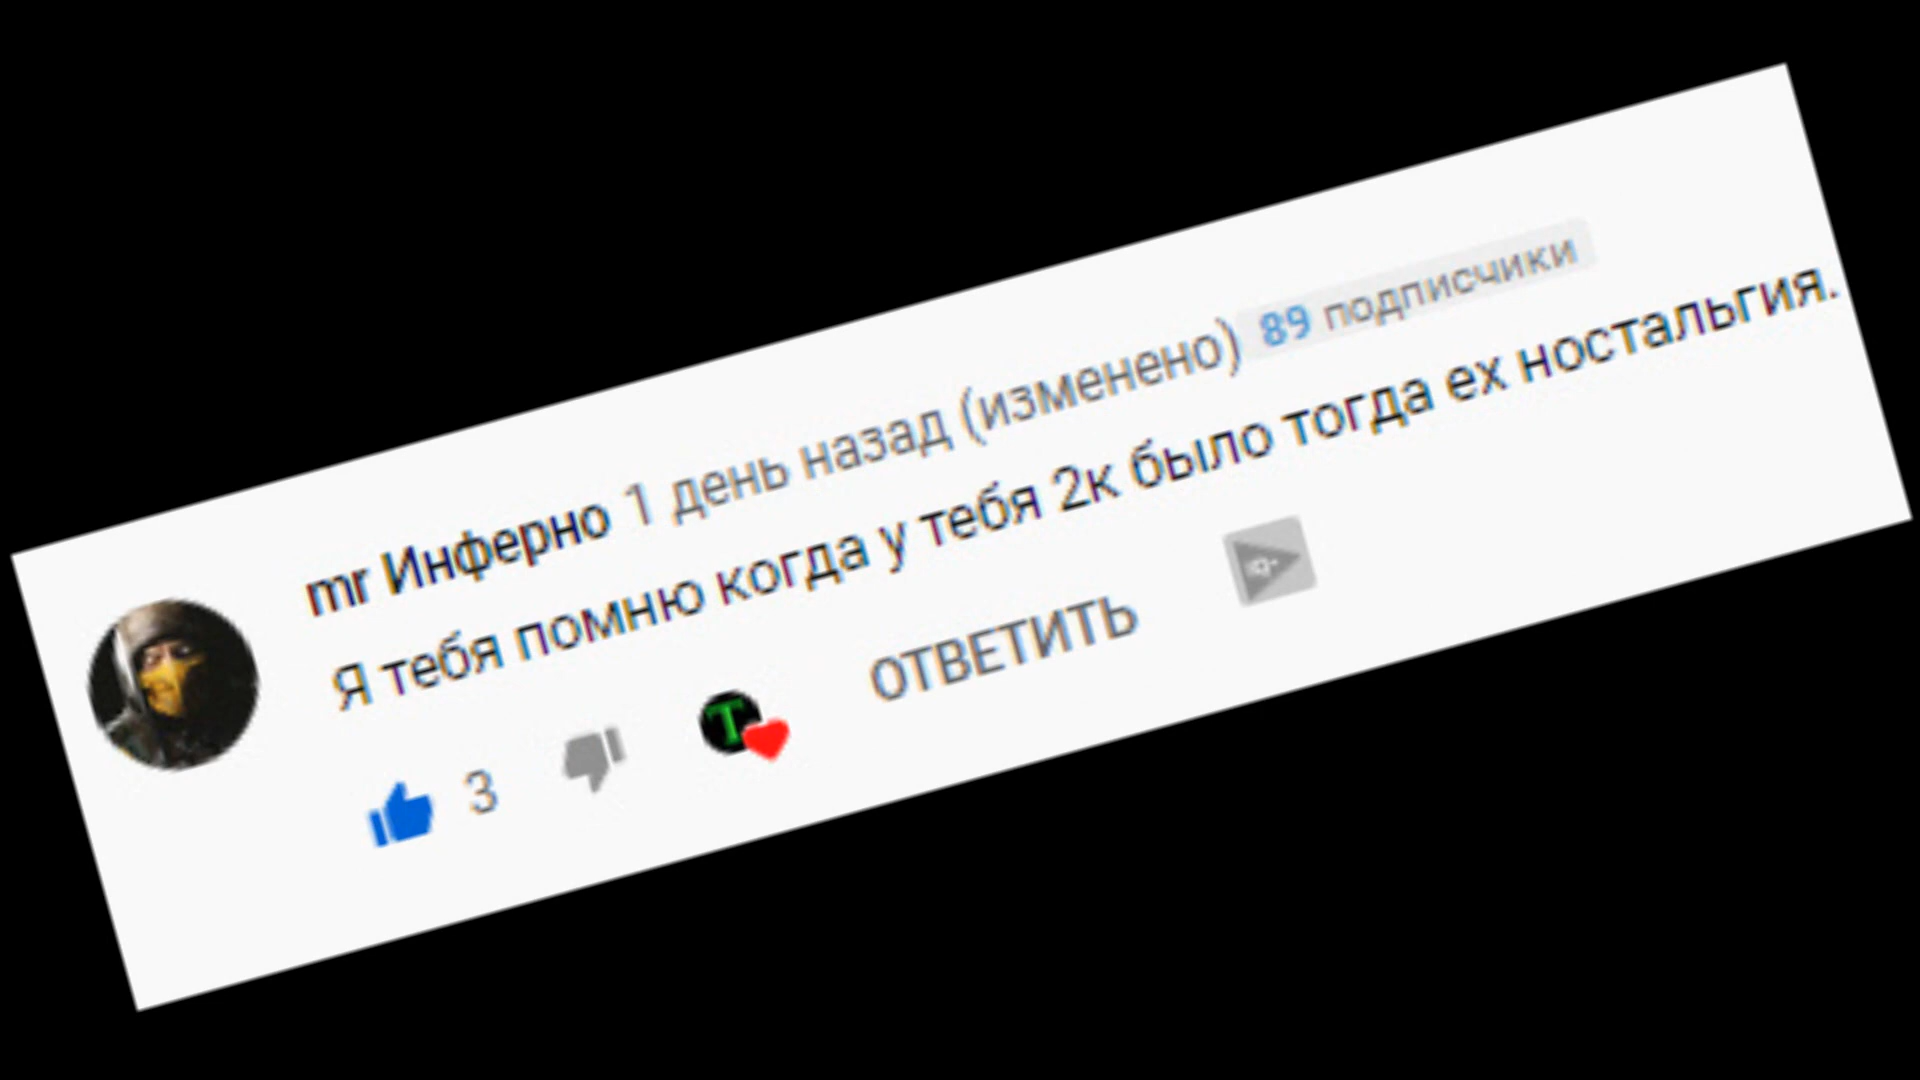 mr Инферно 1 день назад (изменено) 89 подписчики
Я тебя помню когда у тебя 2к было тогда ех ностальгия.
3 T ОТВЕТИТЬ